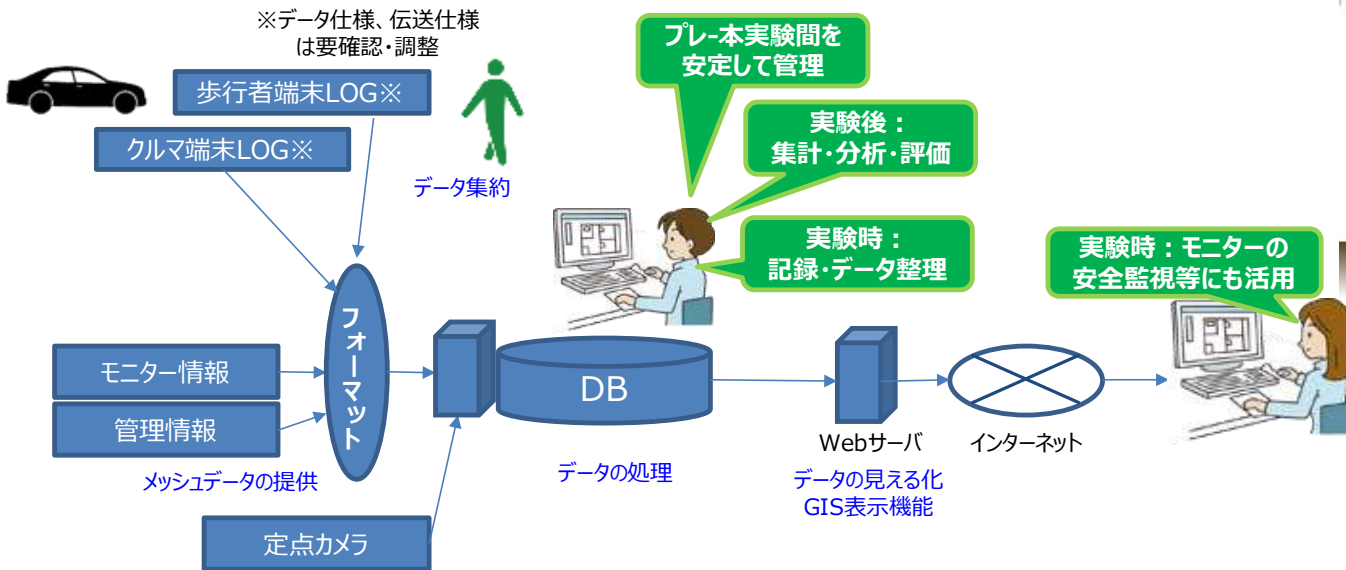 ※データ仕様、伝送仕様
は要確認・調整
歩行者端末LOG※
クルマ端末LOG※
データ集約
プレ-本実験間を
安定して管理
実験後：
集計・分析・評価
実験時：
記録・データ整理
実験時：モニターの
安全監視等にも活用
フォーマット
モニター情報
管理情報
メッシュデータの提供
定点カメラ
DB
データの処理
Webサーバ
データの見える化
GIS表示機能
インターネット